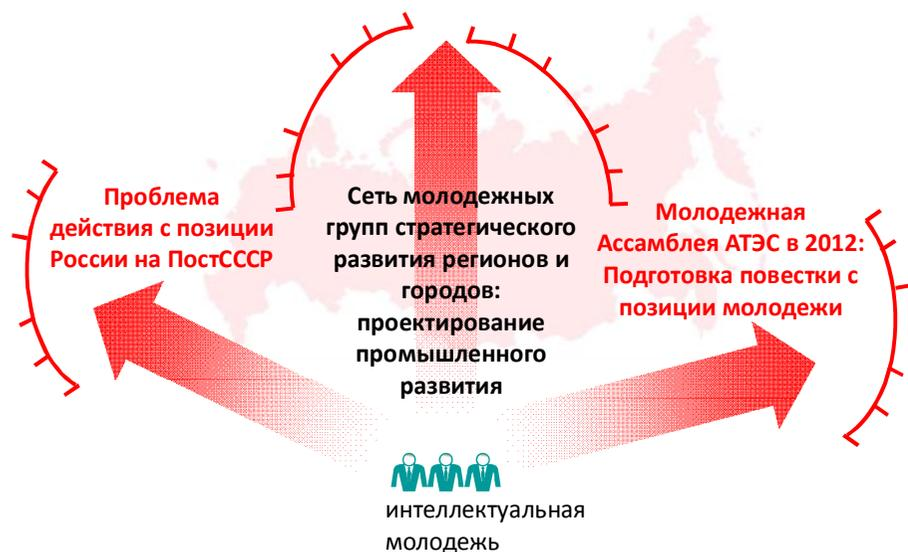 Проблема
действия с позиции
России на ПостСССР
Сеть молодежных
групп стратегического
развития регионов и
городов:
проектирование
промышленного
развития
Молодежная
Ассамблея АТЭС в 2012:
Подготовка повестки с
позиции молодежи
интеллектуальная
молодежь